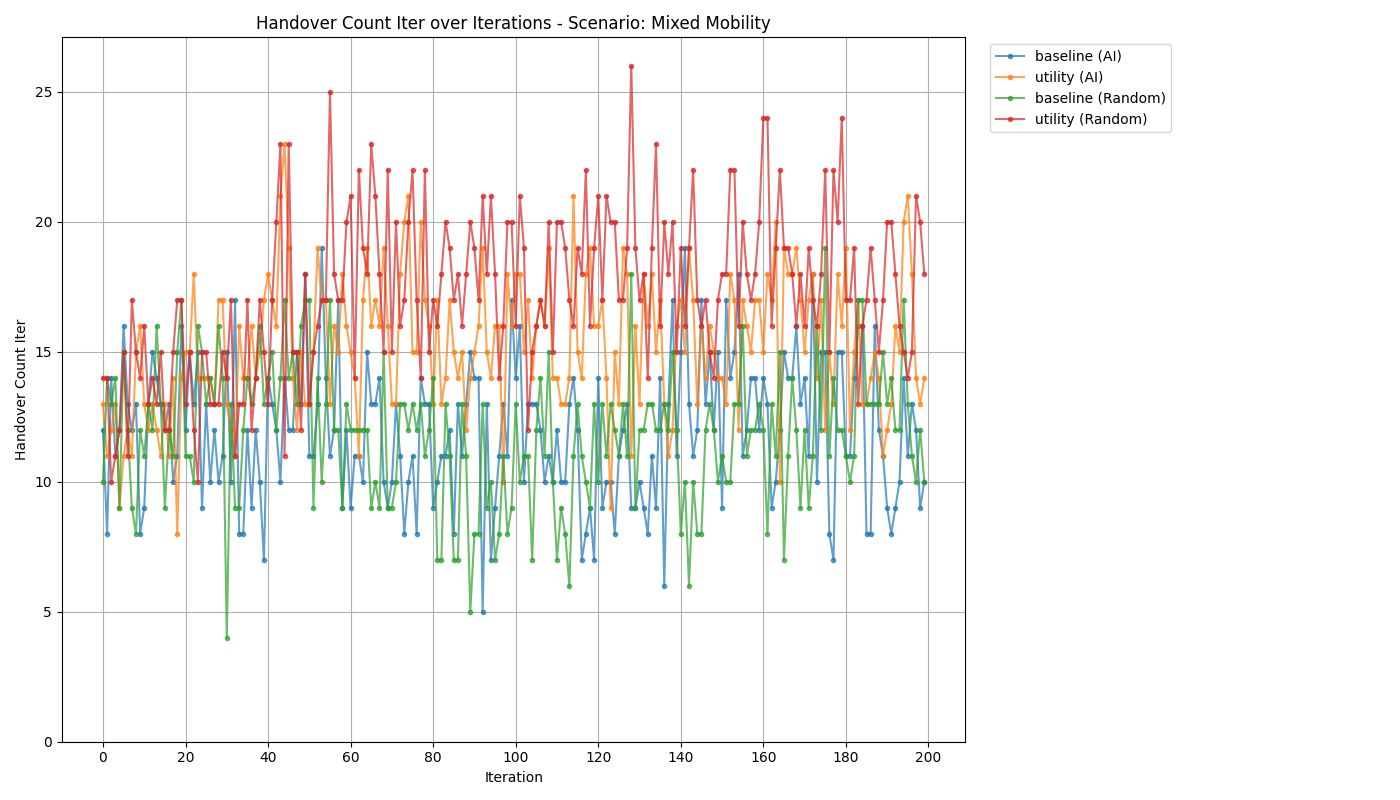 Handover Count Iter over Iterations - Scenario: Mixed Mobility
Handover Count Iter
25
20
15
10
5
0
0 20 40 60 80 100 120 140 160 180 200
Iteration
baseline (AI)
utility (AI)
baseline (Random)
utility (Random)